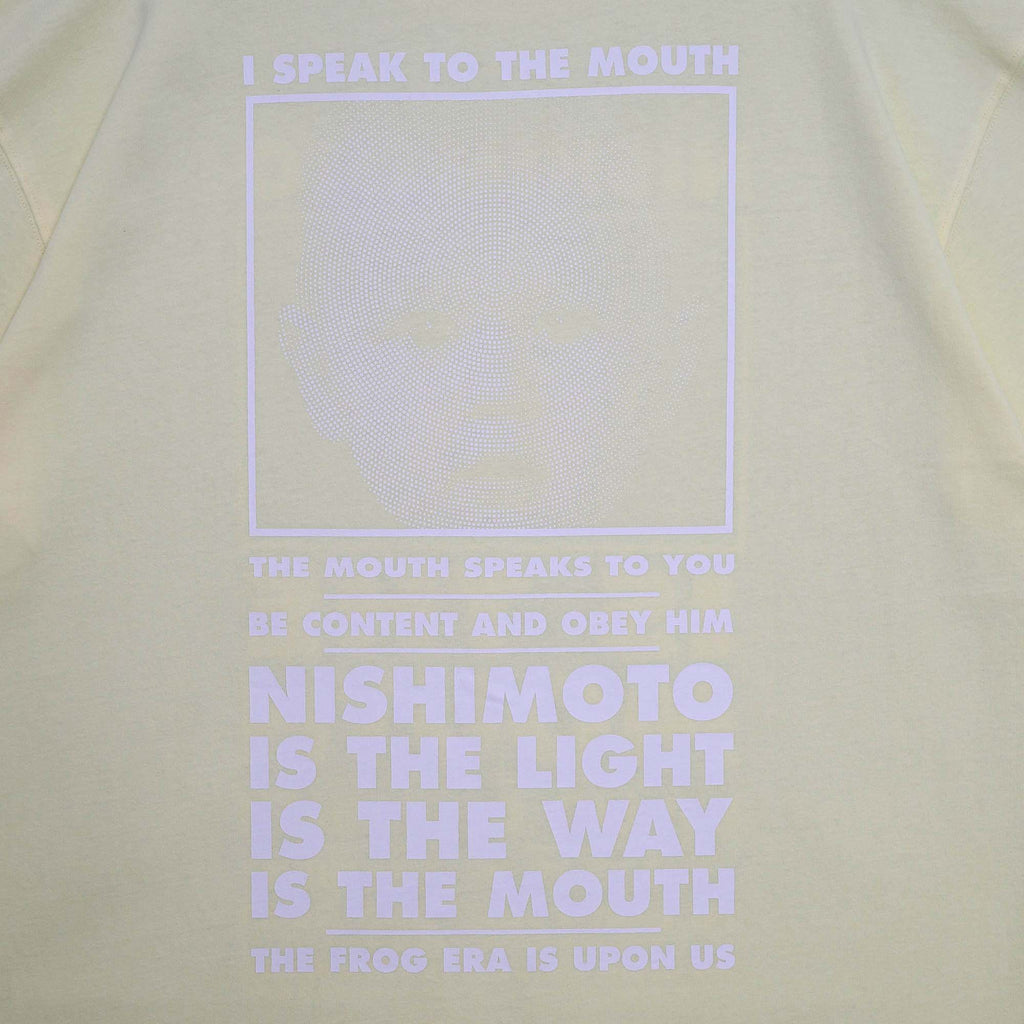 I SPEAK TO THE MOUTH
THE MOUTH SPEAKS TO YOU
BE CONTENT AND OBEY HIM
NISHIMOTO
IS THE LIGHT
IS THE WAY
IS THE MOUTH
THE FROG ERA IS UPON US